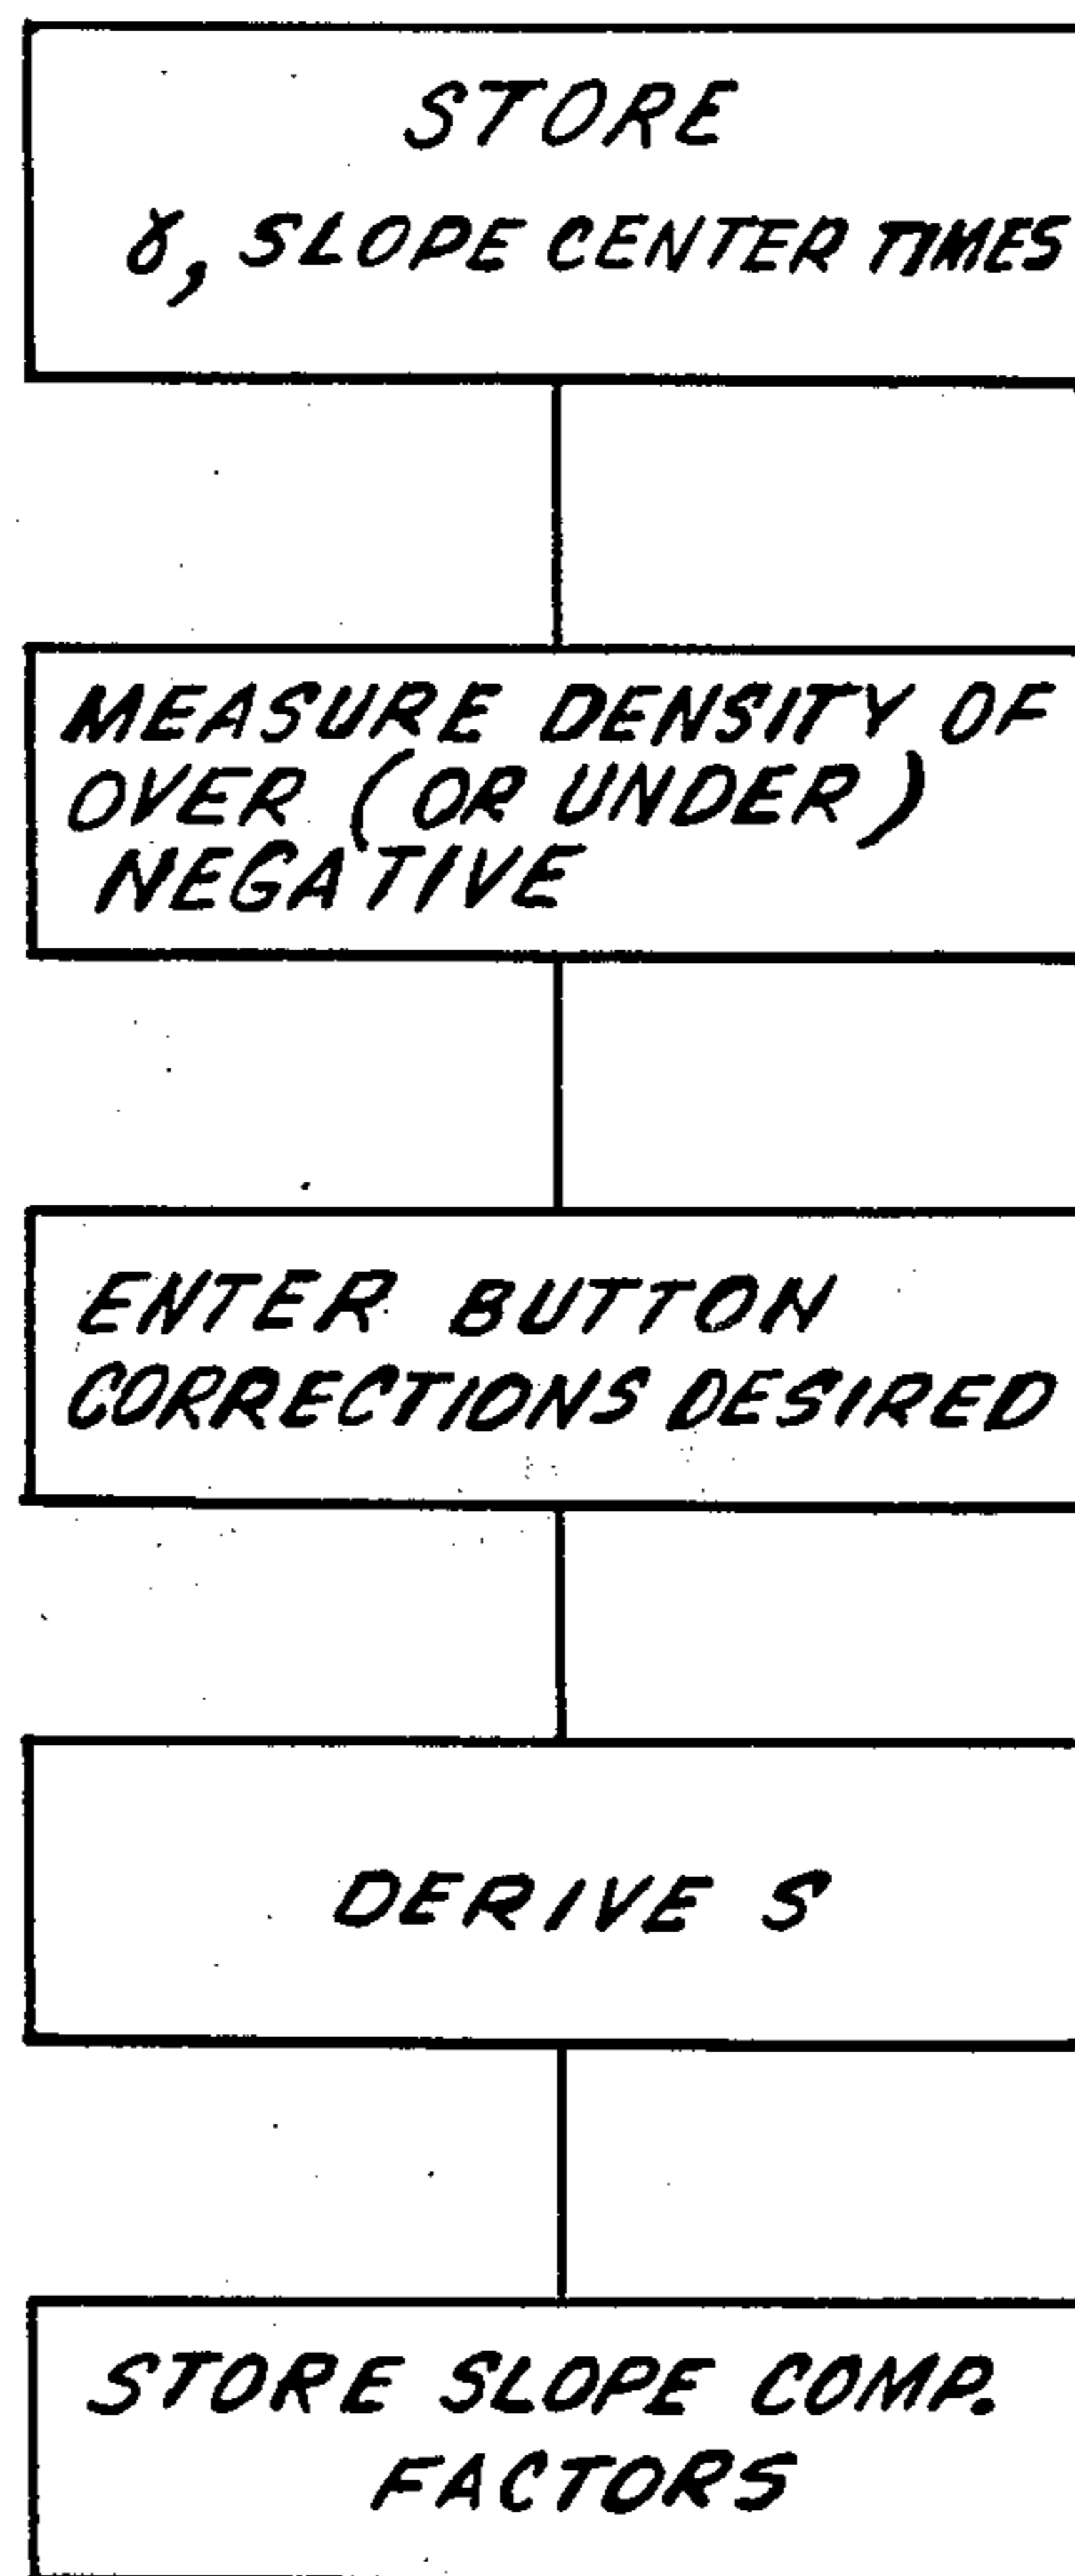 STORE
γ, SLOPE CENTER TIMES
MEASURE DENSITY OF
OVER (OR UNDER)
NEGATIVE
ENTER BUTTON
CORRECTIONS DESIRED
DERIVE S
STORE SLOPE COMP.
FACTORS